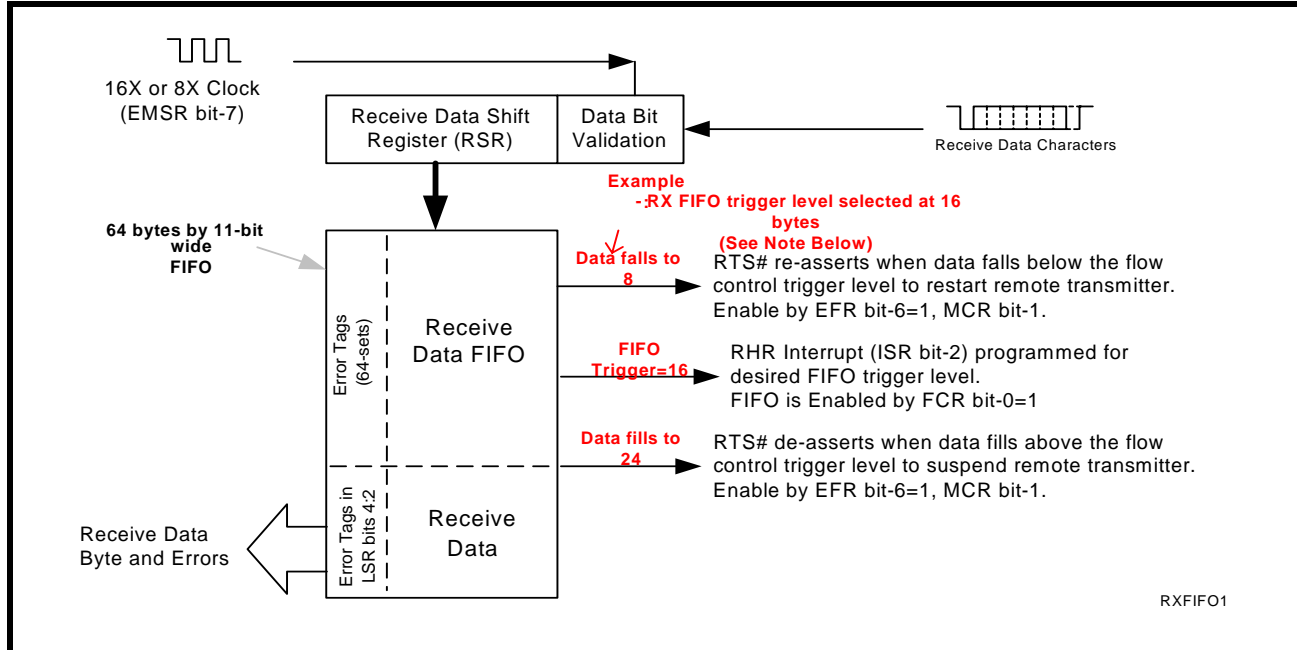 16X or 8X Clock
(EMSR bit-7)
Receive Data Shift
Register (RSR)
Data Bit
Validation
Receive Data Characters
Example
-:RX FIFO trigger level selected at 16
bytes
(See Note Below)
64 bytes by 11-bit
wide
FIFO
Data falls to
8
RTS# re-asserts when data falls below the flow
control trigger level to restart remote transmitter.
Enable by EFR bit-6=1, MCR bit-1.
Error Tags
(64-sets)
Receive
Data FIFO
FIFO
Trigger=16
RHR Interrupt (ISR bit-2) programmed for
desired FIFO trigger level.
FIFO is Enabled by FCR bit-0=1
Data fills to
24
RTS# de-asserts when data fills above the flow
control trigger level to suspend remote transmitter.
Enable by EFR bit-6=1, MCR bit-1.
Receive Data
Byte and Errors
Error Tags in
LSR bits 4:2
Receive
Data
RXFIFO1